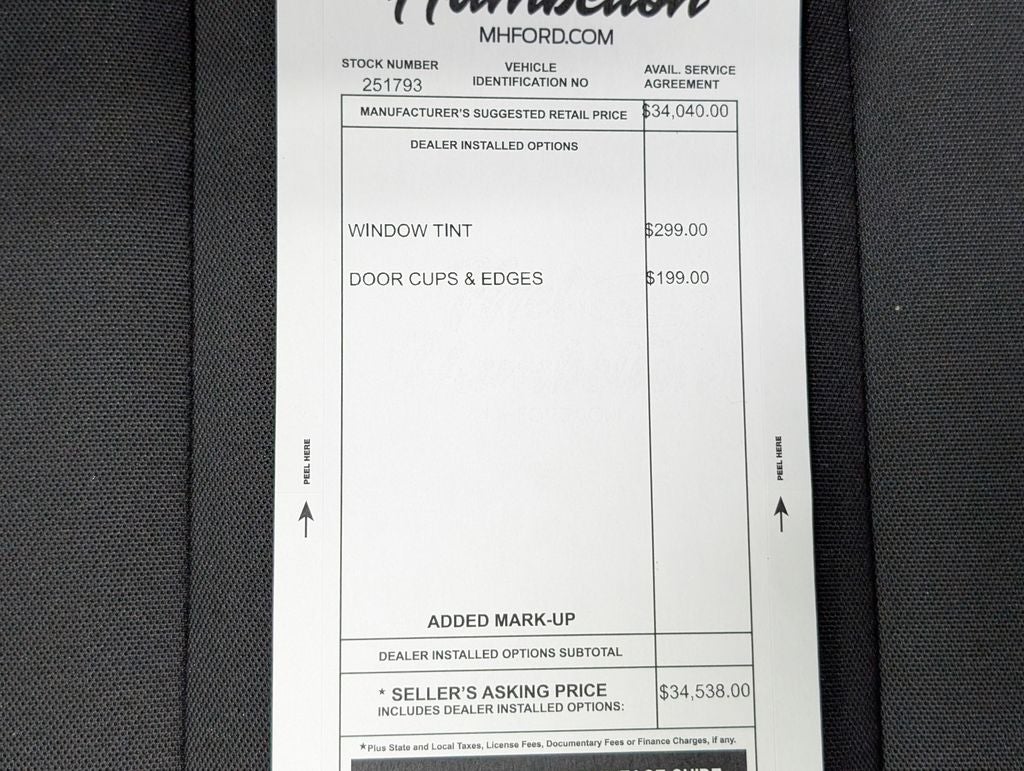 MHFORD.COM
STOCK NUMBER
251793
VEHICLE
IDENTIFICATION NO
AVAIL. SERVICE
AGREEMENT
MANUFACTURER'S SUGGESTED RETAIL PRICE $34,040.00
DEALER INSTALLED OPTIONS
WINDOW TINT $299.00
DOOR CUPS & EDGES $199.00
PEEL HERE
PEEL HERE
ADDED MARK-UP
DEALER INSTALLED OPTIONS SUBTOTAL
* SELLER'S ASKING PRICE $34,538.00
INCLUDES DEALER INSTALLED OPTIONS:
*Plus State and Local Taxes, License Fees, Documentary Fees or Finance Charges, if any.